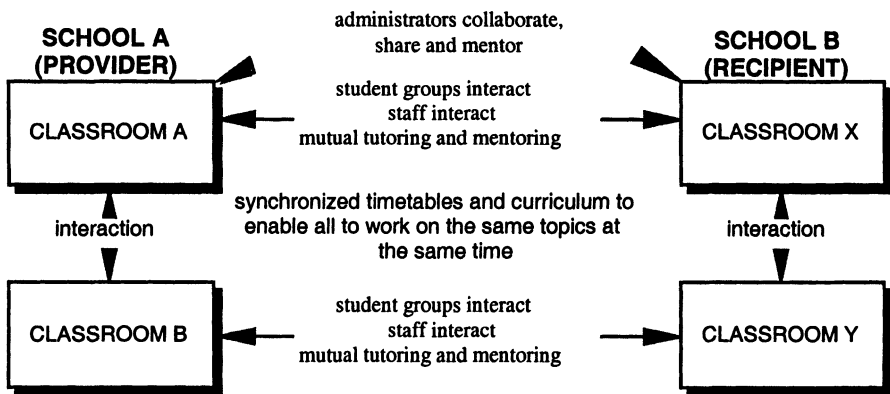 administrators collaborate,
share and mentor
SCHOOL A
(PROVIDER)
SCHOOL B
(RECIPIENT)
student groups interact
staff interact
mutual tutoring and mentoring
CLASSROOM A
CLASSROOM X
synchronized timetables and curriculum to
enable all to work on the same topics at
the same time
interaction
interaction
student groups interact
staff interact
mutual tutoring and mentoring
CLASSROOM B
CLASSROOM Y